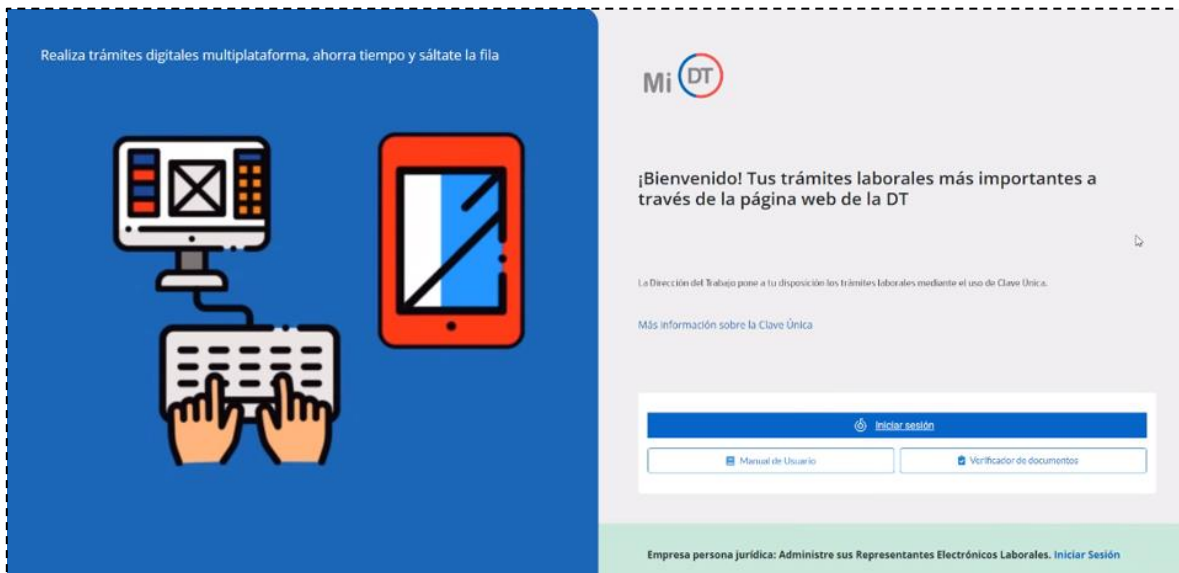 Realiza trámites digitales multiplataforma, ahorra tiempo y sáltate la fila
Mi DT
¡Bienvenido! Tus trámites laborales más importantes a
través de la página web de la DT
La Dirección del Trabajo pone a tu disposición los trámites laborales mediante el uso de Clave Única.
Más información sobre la Clave Única
Iniciar sesión
Manual de Usuario
Verificador de documentos
Empresa persona jurídica: Administre sus Representantes Electrónicos Laborales. Iniciar Sesión